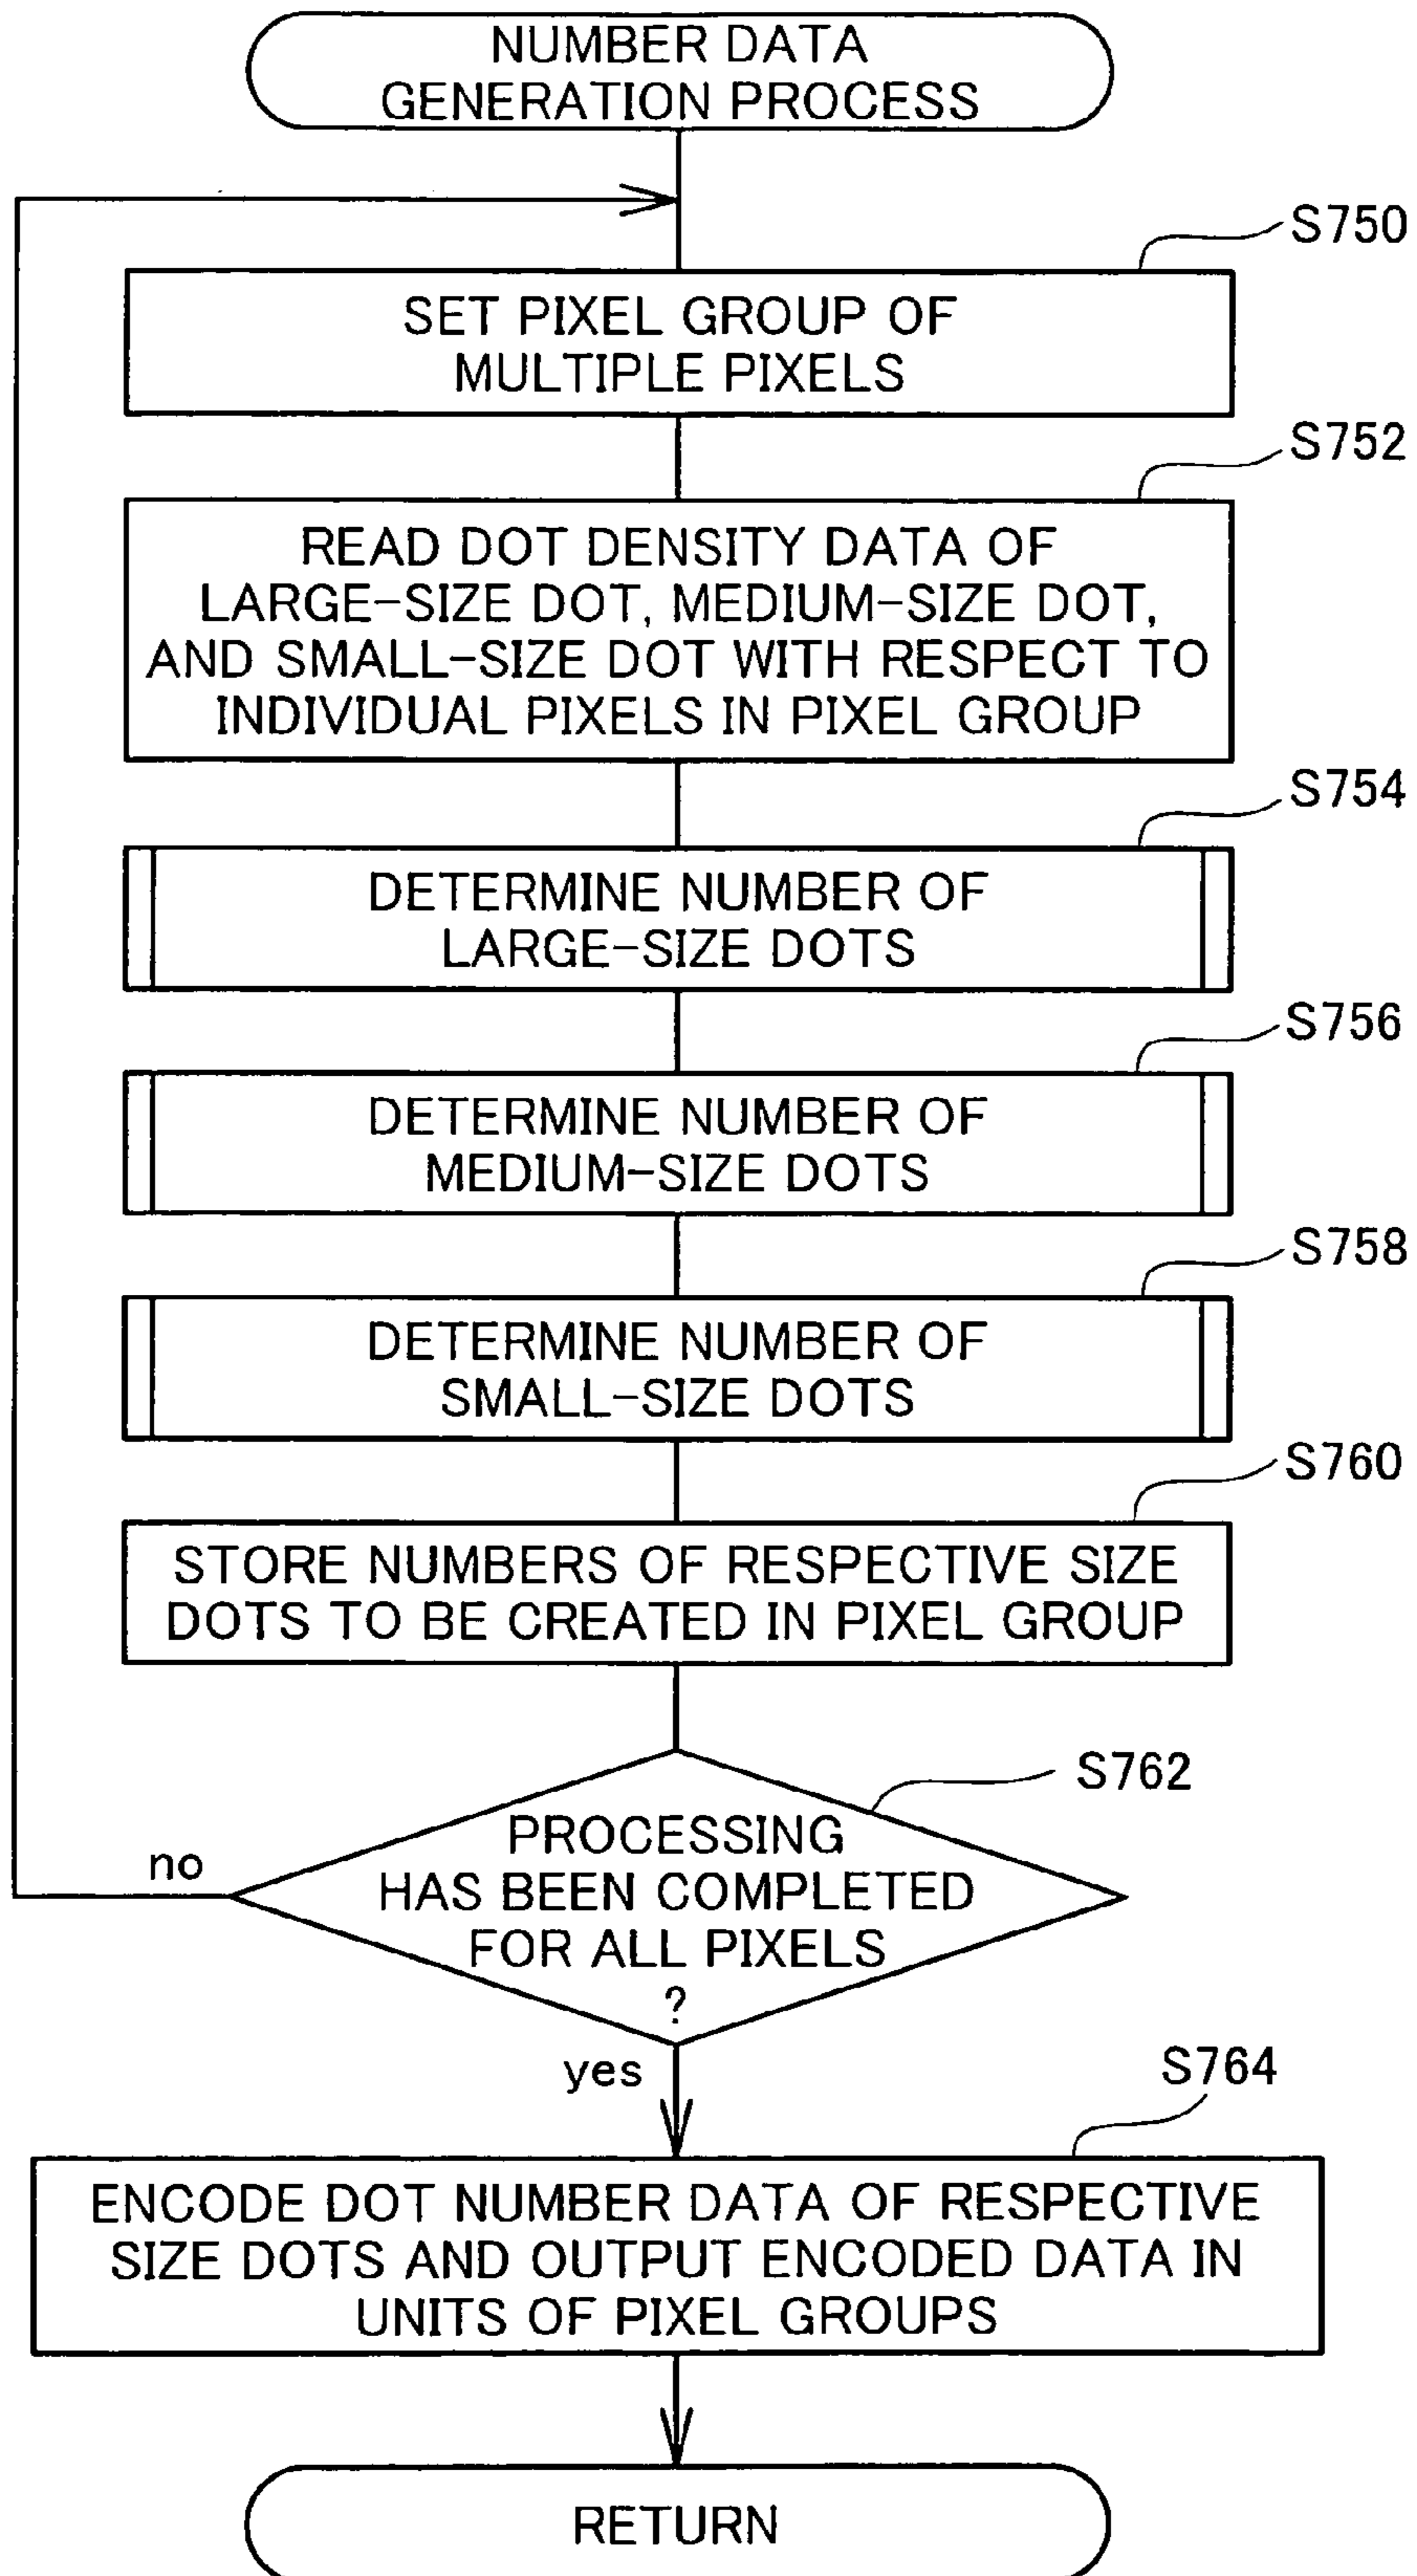 NUMBER DATA
GENERATION PROCESS
S750
SET PIXEL GROUP OF
MULTIPLE PIXELS
S752
READ DOT DENSITY DATA OF
LARGE-SIZE DOT, MEDIUM-SIZE DOT,
AND SMALL-SIZE DOT WITH RESPECT TO
INDIVIDUAL PIXELS IN PIXEL GROUP
S754
DETERMINE NUMBER OF
LARGE-SIZE DOTS
S756
DETERMINE NUMBER OF
MEDIUM-SIZE DOTS
S758
DETERMINE NUMBER OF
SMALL-SIZE DOTS
S760
STORE NUMBERS OF RESPECTIVE SIZE
DOTS TO BE CREATED IN PIXEL GROUP
S762
PROCESSING
HAS BEEN COMPLETED
FOR ALL PIXELS
?
no
yes
S764
ENCODE DOT NUMBER DATA OF RESPECTIVE
SIZE DOTS AND OUTPUT ENCODED DATA IN
UNITS OF PIXEL GROUPS
RETURN